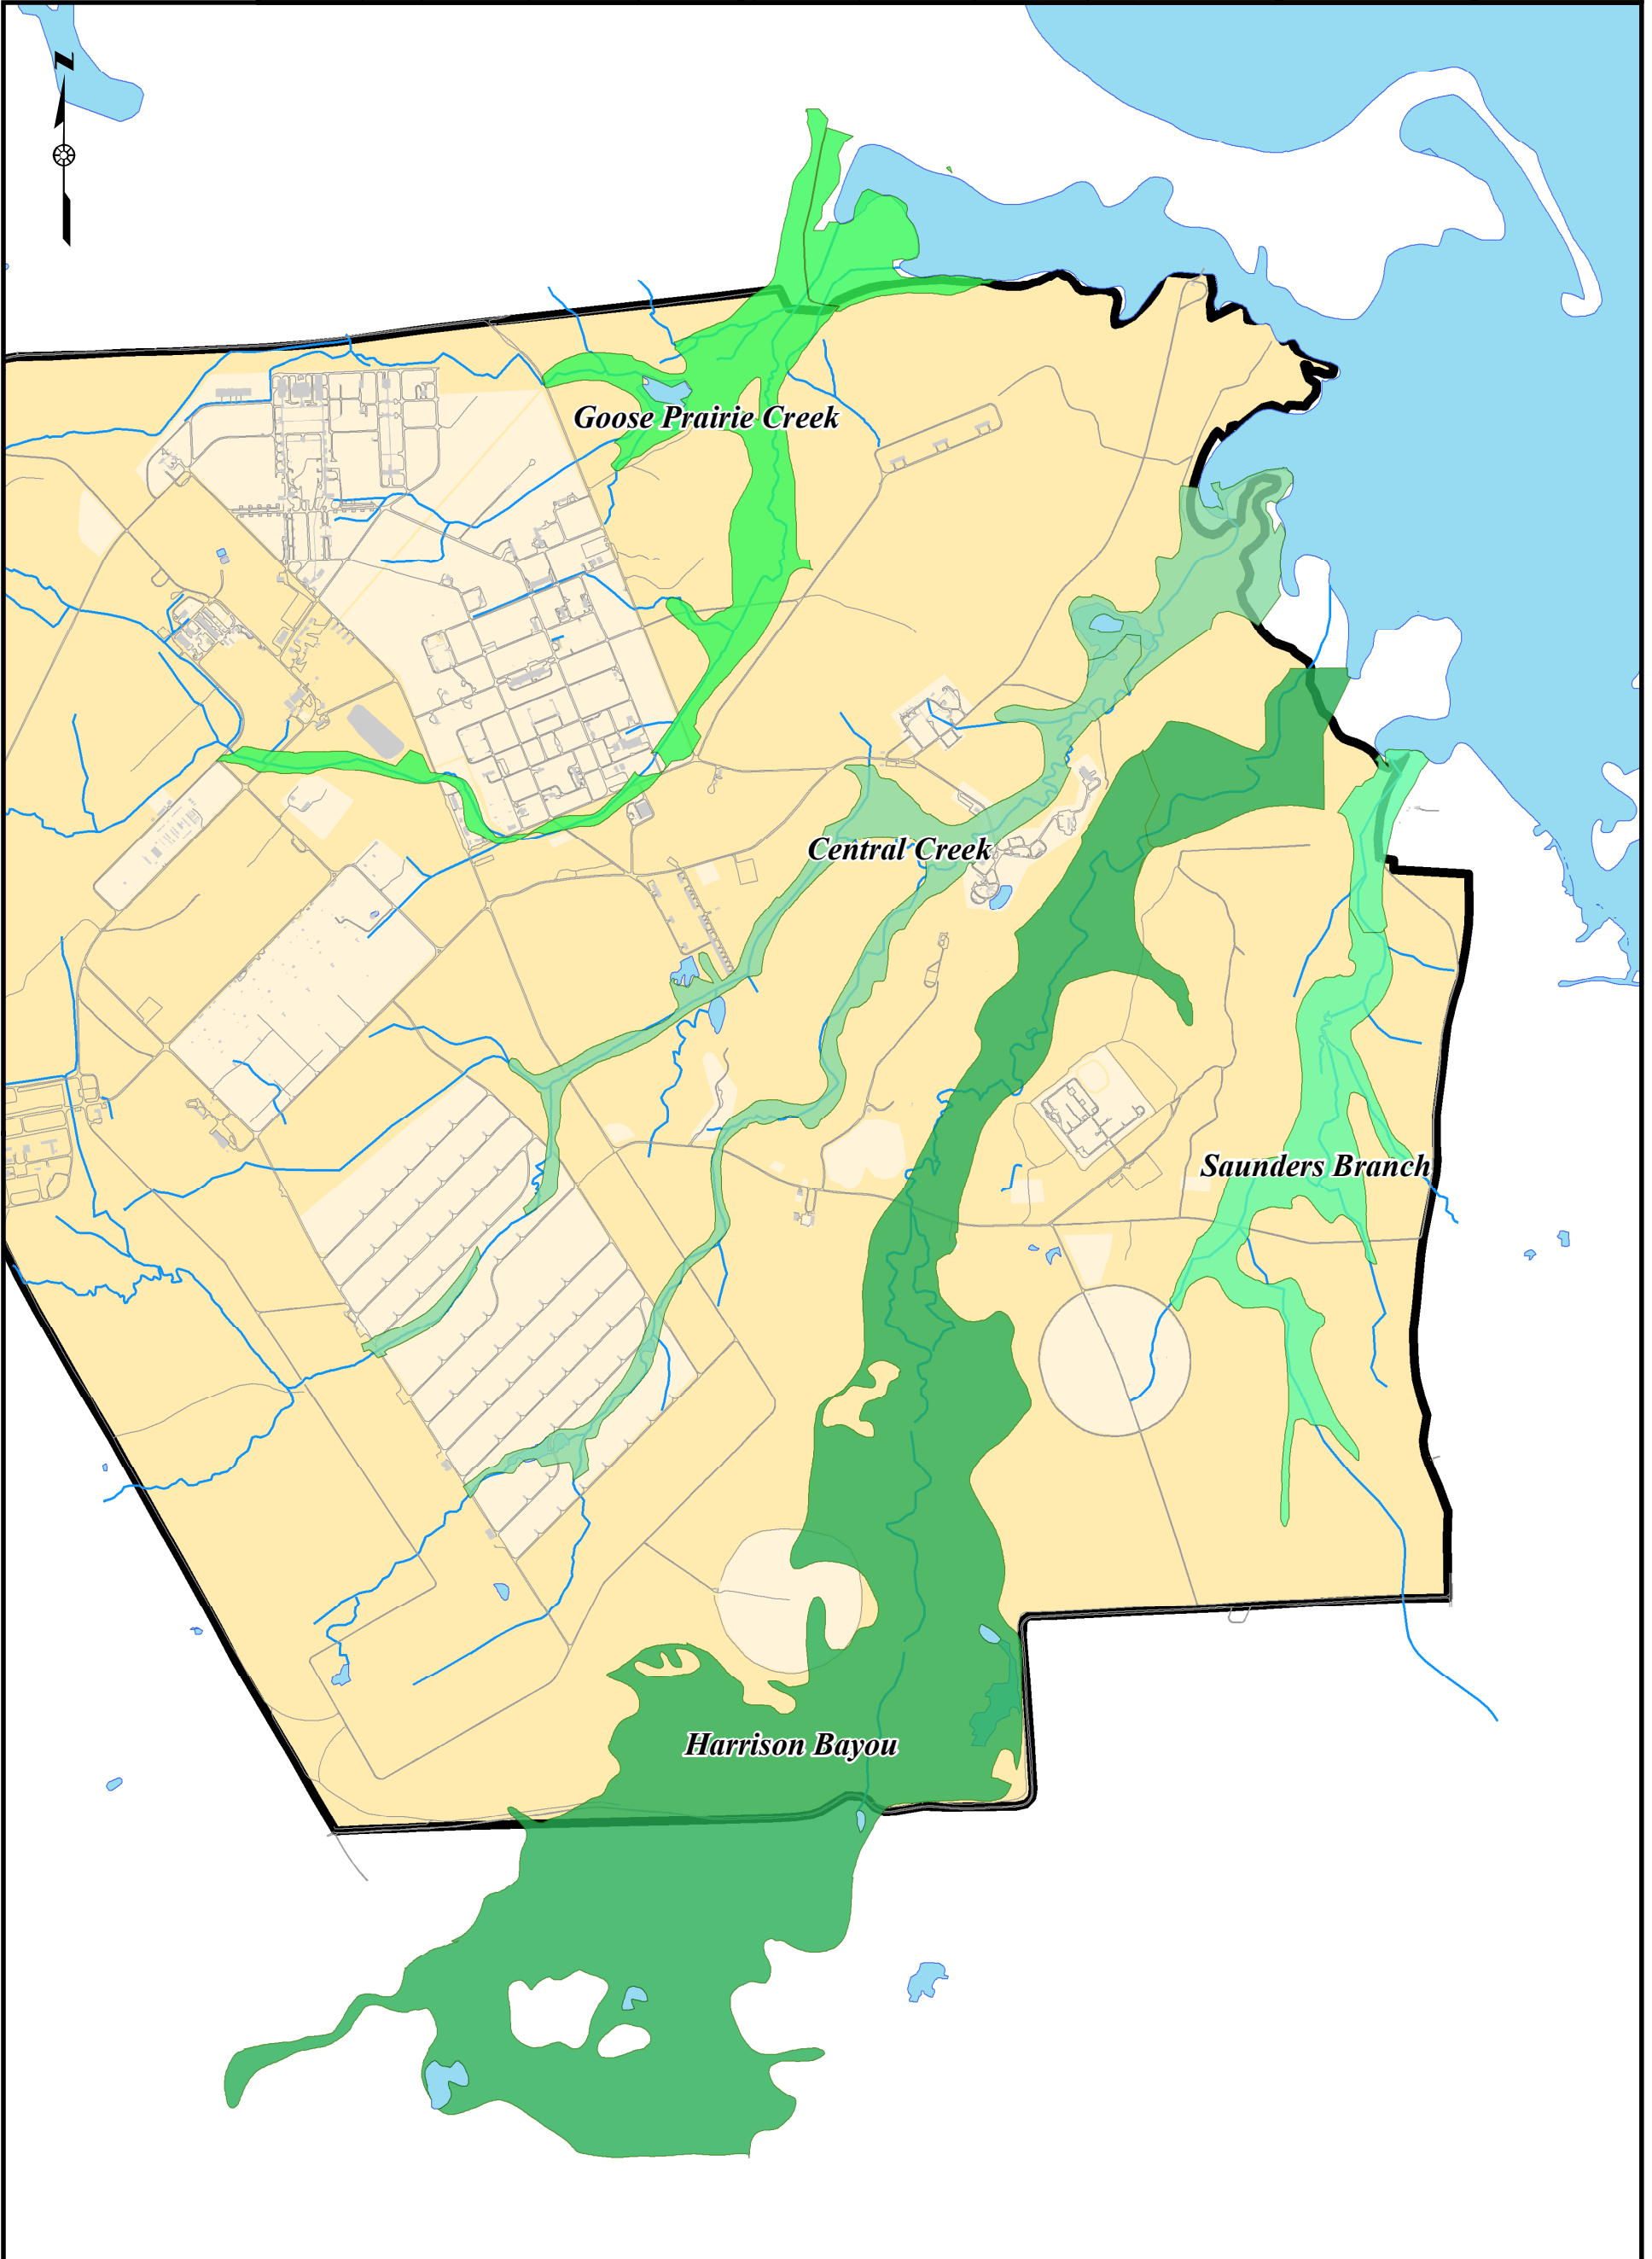 N
Goose Prairie Creek
Central Creek
Saunders Branch
Harrison Bayou